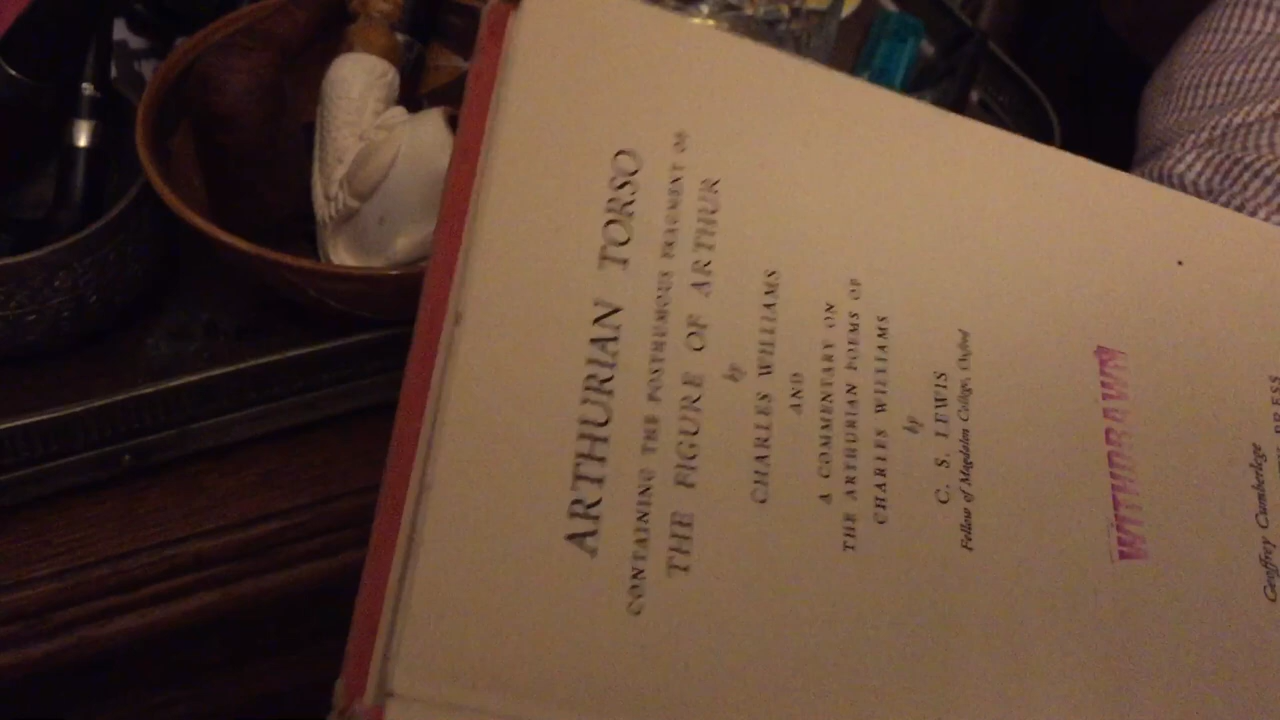 ARTHURIAN TORSO
CONTAINING THE POSTHUMOUS FRAGMENT OF
THE FIGURE OF ARTHUR
by
CHARLES WILLIAMS
AND
A COMMENTARY ON
THE ARTHURIAN POEMS OF
CHARLES WILLIAMS
by
C. S. LEWIS
Fellow of Magdalen College, Oxford
WITHDRAWN
Geoffrey Cumberlege
PRESS